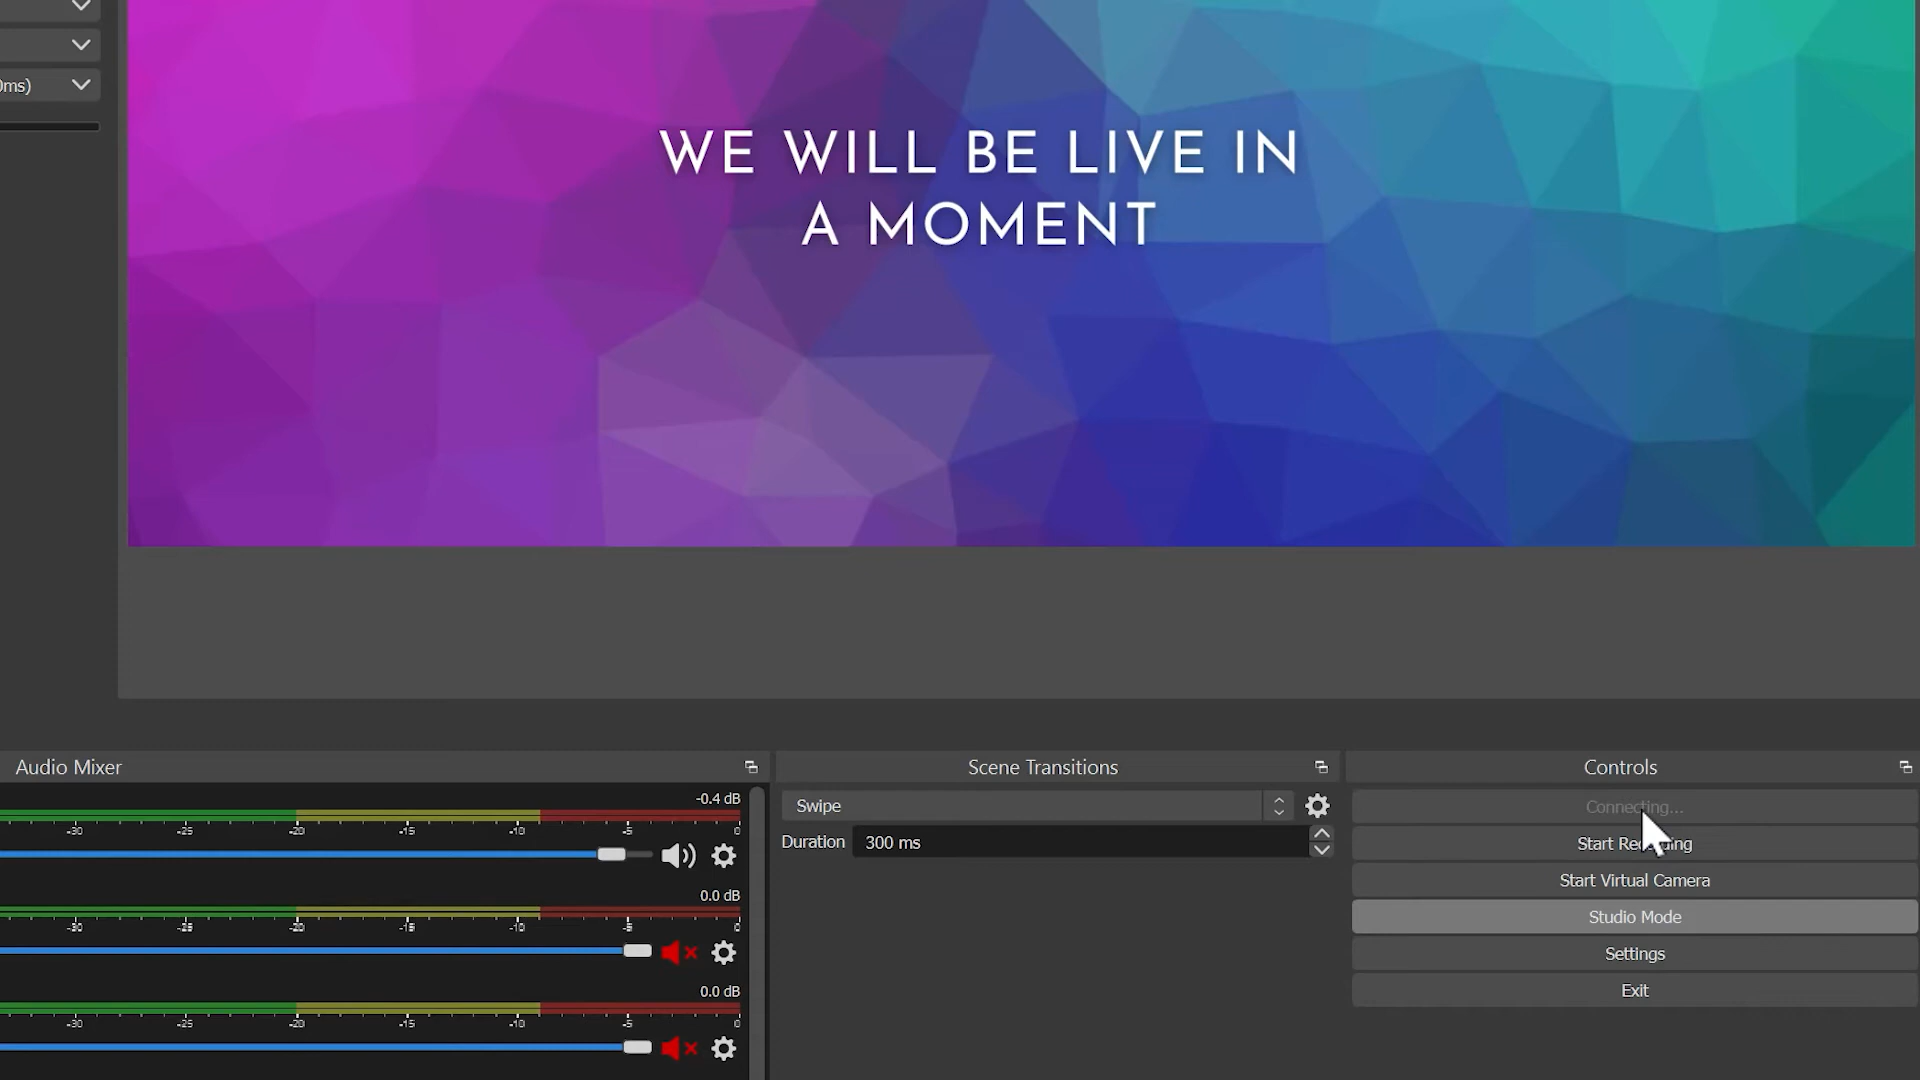 0ms)
WE WILL BE LIVE IN
A MOMENT
Audio Mixer
Scene Transitions
Controls
-0.4 dB
-30 -25 -20 -15 -10 -5 0
0.0 dB
-30 -25 -20 -15 -10 -5 0
0.0 dB
-30 -25 -20 -15 -10 -5 0
Swipe
Duration 300 ms
Connecting...
Start Recording
Start Virtual Camera
Studio Mode
Settings
Exit